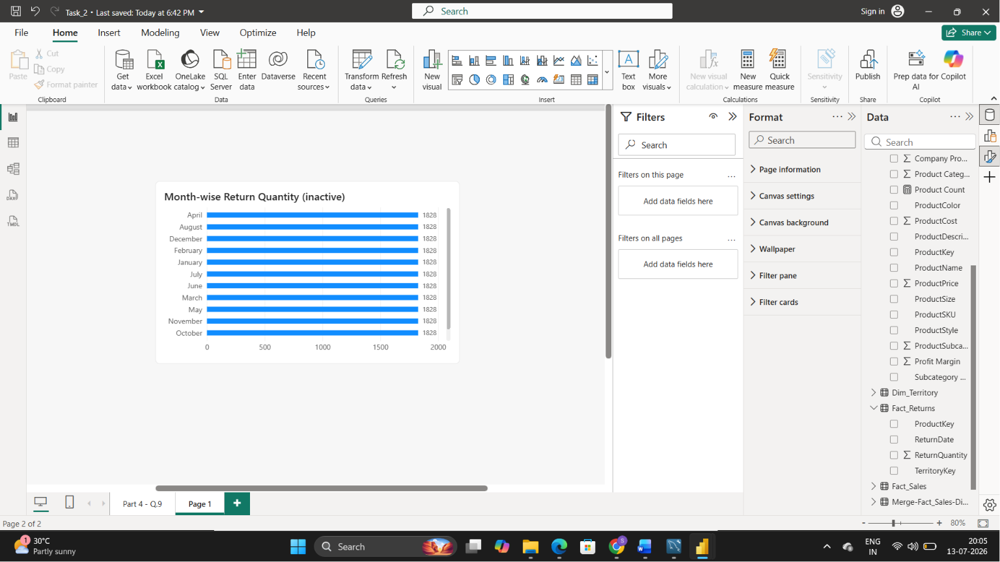 Task_2 • Last saved: Today at 6:42 PM
Search
Sign in
File
Home
Insert
Modeling
View
Optimize
Help
Share
Paste
Cut
Copy
Format painter
Clipboard
Get data
Excel workbook
OneLake catalog
SQL Server
Enter data
Dataverse
Recent sources
Data
Transform data
Refresh
Queries
New visual
Text box
More visuals
Insert
New visual calculation
New measure
Quick measure
Calculations
Sensitivity
Sensitivity
Publish
Share
Prep data for AI
Copilot
Copilot
DAX
TMDL
Month-wise Return Quantity (inactive)
April 1828
August 1828
December 1828
February 1828
January 1828
July 1828
June 1828
March 1828
May 1828
November 1828
October 1828
0 500 1000 1500 2000
Filters
Search
Filters on this page
Add data fields here
Filters on all pages
Add data fields here
Format
Search
Page information
Canvas settings
Canvas background
Wallpaper
Filter pane
Filter cards
Data
Search
Company Pro...
Product Categ...
Product Count
ProductColor
ProductCost
ProductDescri...
ProductKey
ProductName
ProductPrice
ProductSize
ProductSKU
ProductStyle
ProductSubca...
Profit Margin
Subcategory ...
Dim_Territory
Fact_Returns
ProductKey
ReturnDate
ReturnQuantity
TerritoryKey
Fact_Sales
Merge-Fact_Sales-Di...
Part 4 - Q.9
Page 1
Page 2 of 2
- + 80%
1
30°C
Partly sunny
Search
S
ENG
IN
20:05
13-07-2026